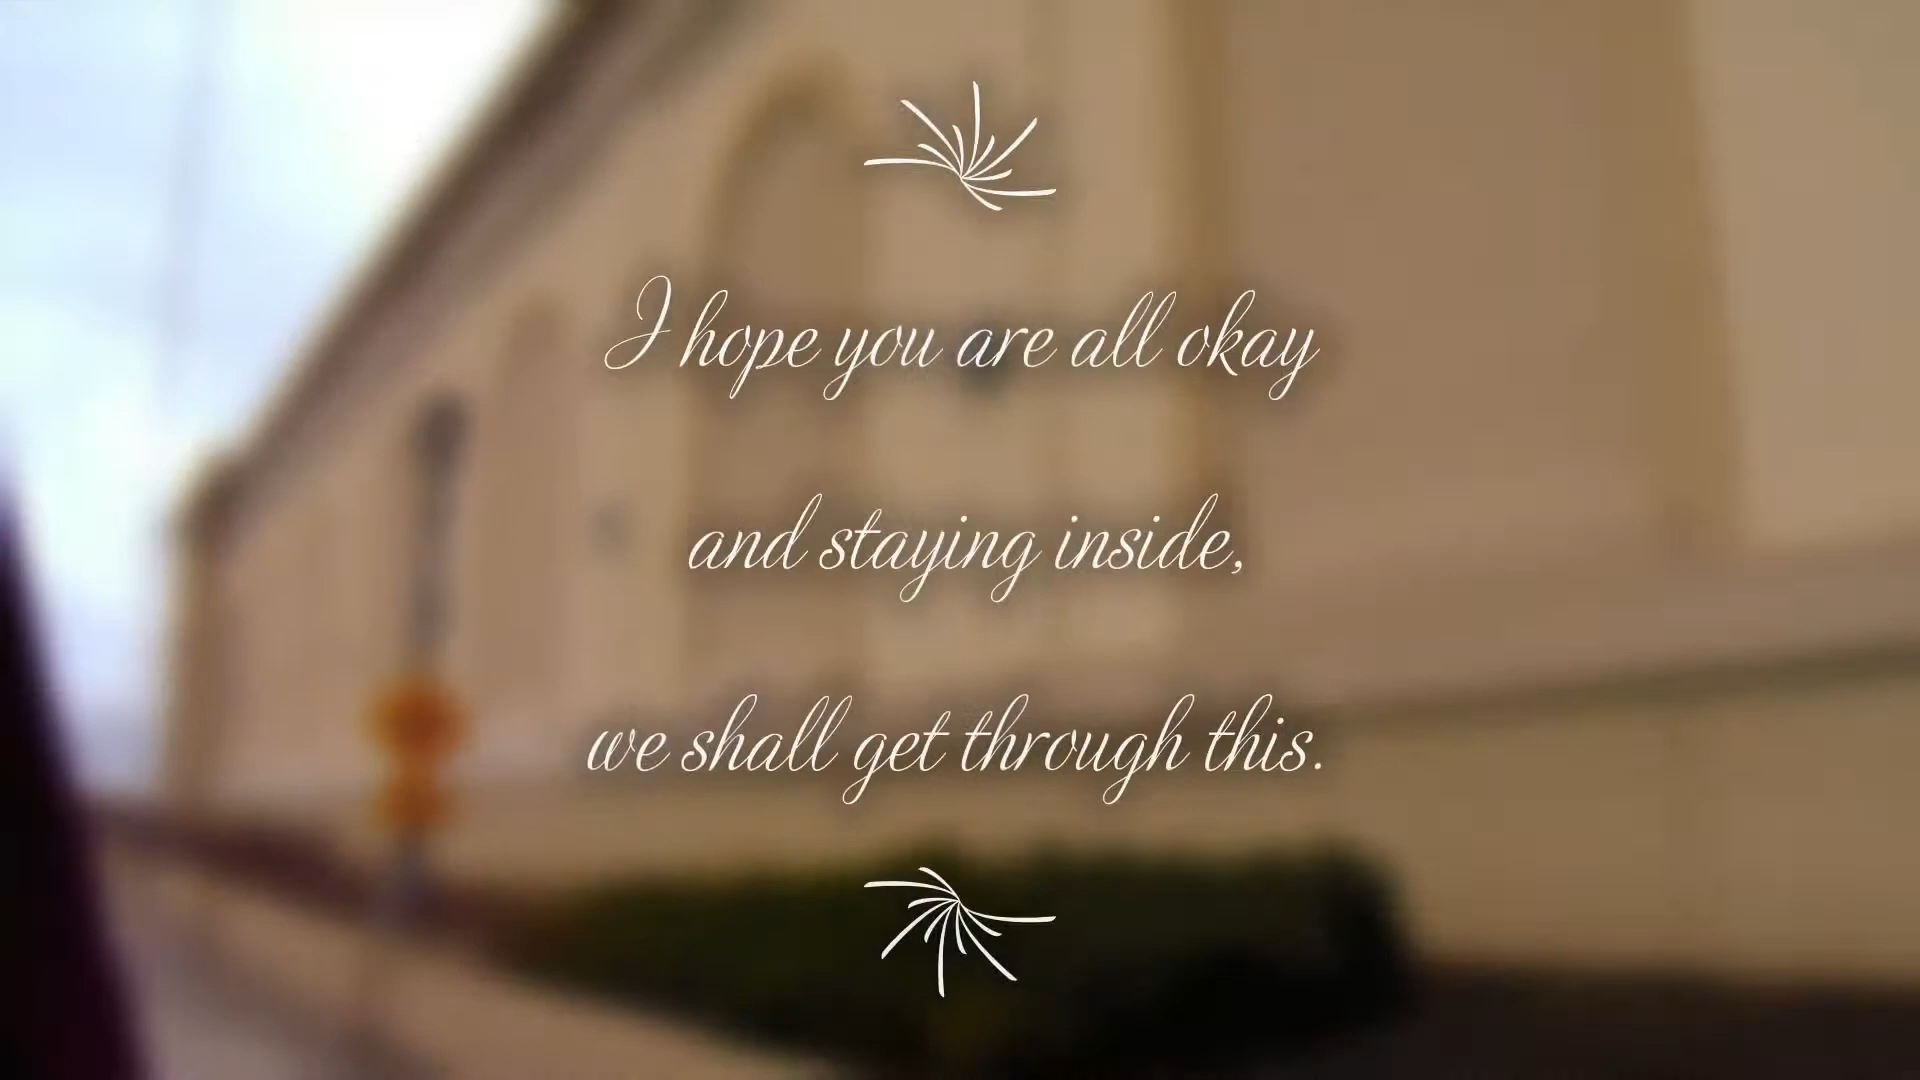 I hope you are all okay
and staying inside,
we shall get through this.